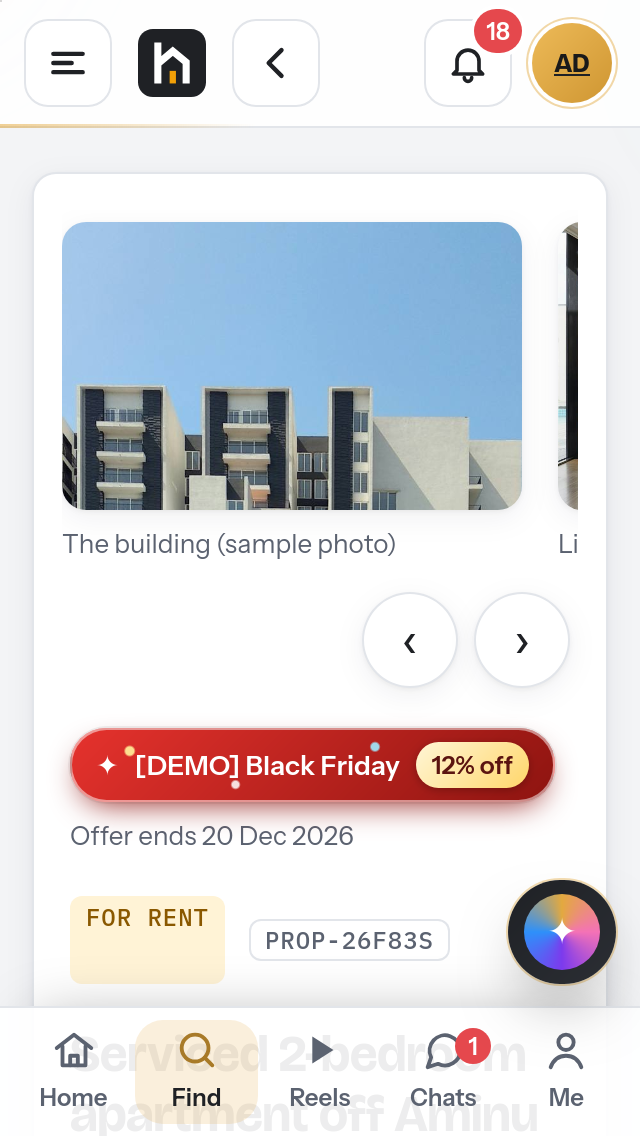 18
AD
The building (sample photo)
Li
[DEMO] Black Friday
12% off
Offer ends 20 Dec 2026
FOR RENT
PROP-26F83S
Serviced 2-bedroom
apartment off Aminu
1
Home
Find
Reels
Chats
Me